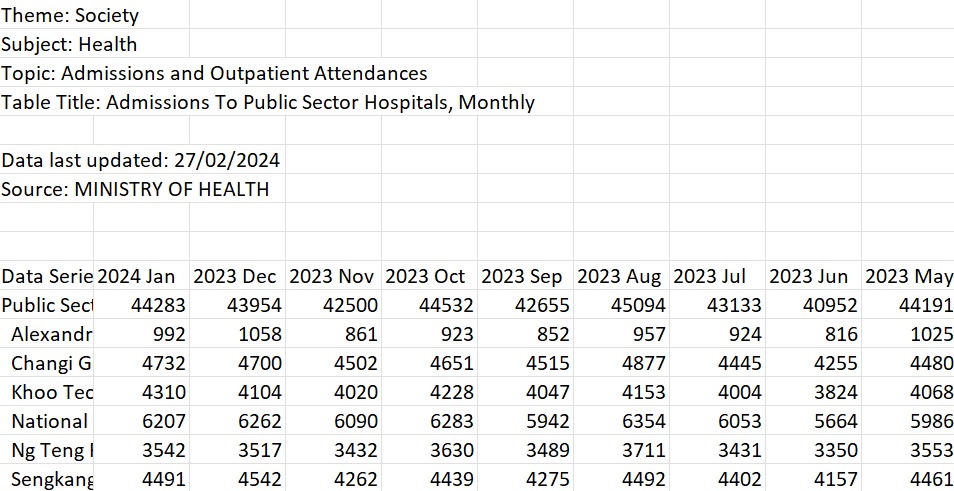 Theme: Society
Subject: Health
Topic: Admissions and Outpatient Attendances
Table Title: Admissions To Public Sector Hospitals, Monthly
Data last updated: 27/02/2024
Source: MINISTRY OF HEALTH
Data Serie 2024 Jan 2023 Dec 2023 Nov 2023 Oct 2023 Sep 2023 Aug 2023 Jul 2023 Jun 2023 May
Public Sect 44283 43954 42500 44532 42655 45094 43133 40952 44191
Alexandr 992 1058 861 923 852 957 924 816 1025
Changi G 4732 4700 4502 4651 4515 4877 4445 4255 4480
Khoo Tec 4310 4104 4020 4228 4047 4153 4004 3824 4068
National 6207 6262 6090 6283 5942 6354 6053 5664 5986
Ng Teng 3542 3517 3432 3630 3489 3711 3431 3350 3553
Sengkang 4491 4542 4262 4439 4275 4492 4402 4157 4461